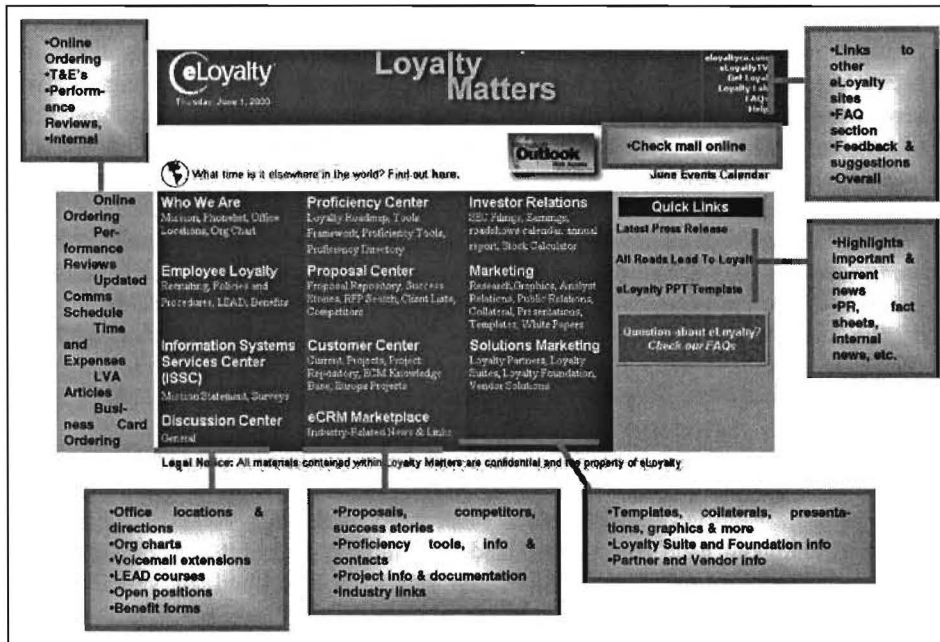 •Online
Ordering
•T&E's
•Perform-
ance
Reviews,
•Internal
eLoyalty
Thursday, June 1, 2000
Loyalty
Matters
eloyaltyco.com
eLoyaltyTV
Get Loyal
Loyalty Lab
FAQs
Help
•Links to
other
eLoyalty
sites
•FAQ
section
•Feedback &
suggestions
•Overall
Outlook
•Check mail online
What time is it elsewhere in the world? Find out here.
June Events Calendar
Online
Ordering
Per-
formance
Reviews
Updated
Comms
Schedule
Time
and
Expenses
LVA
Articles
Busi-
ness Card
Ordering
Who We Are
Mission, Phonelist, Office
Locations, Org Chart
Employee Loyalty
Recruiting, Policies and
Procedures, LEAD, Benefits
Information Systems
Services Center
(ISSC)
Mission Statement, Surveys
Discussion Center
General
Proficiency Center
Loyalty Roadmap, Tools
Framework, Proficiency Tools,
Proficiency Directory
Proposal Center
Proposal Repository, Success
Stories, RFP Search, Client Lists,
Competitors
Customer Center
Current Projects, Project
Repository, ECM Knowledge
Base, Europe Projects
eCRM Marketplace
Industry-Related News & Links
Investor Relations
SEC Filings, Earnings,
roadshows calendar, annual
report, Stock Calculator
Marketing
Research, Graphics, Analyst
Relations, Public Relations,
Collateral, Presentations,
Templates, White Papers
Solutions Marketing
Loyalty Partners, Loyalty
Suites, Loyalty Foundation,
Vendor Solutions
Quick Links
Latest Press Release
All Roads Lead To Loyalt
eLoyalty PPT Template
Question about eLoyalty?
Check our FAQs
•Highlights
important &
current
news
•PR, fact
sheets,
internal
news, etc.
Legal Notice: All materials contained within Loyalty Matters are confidential and the property of eLoyalty
•Office locations &
directions
•Org charts
•Voicemail extensions
•LEAD courses
•Open positions
•Benefit forms
•Proposals, competitors,
success stories
•Proficiency tools, info &
contacts
•Project info & documentation
•Industry links
•Templates, collaterals, presenta-
tions, graphics & more
•Loyalty Suite and Foundation info
•Partner and Vendor info